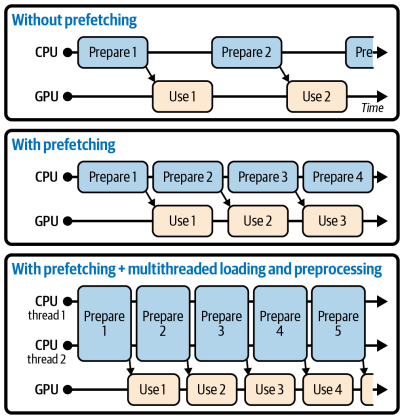 Without prefetching
CPU Prepare 1 Prepare 2 Pre
GPU Use 1 Use 2
Time
With prefetching
CPU Prepare 1 Prepare 2 Prepare 3 Prepare 4
GPU Use 1 Use 2 Use 3
With prefetching + multithreaded loading and preprocessing
CPU
thread 1
Prepare 1
Prepare 2
Prepare 3
Prepare 4
Prepare 5
CPU
thread 2
GPU Use 1 Use 2 Use 3 Use 4